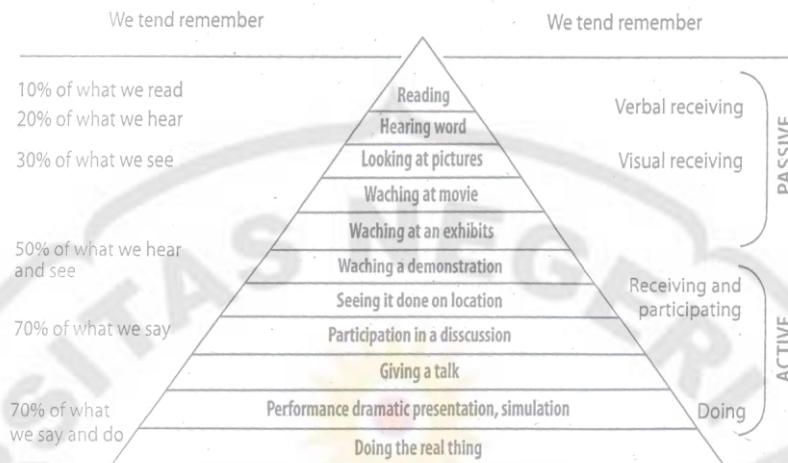 We tend remember
We tend remember
10% of what we read
20% of what we hear
30% of what we see
50% of what we hear
and see
70% of what we say
70% of what
we say and do
Reading
Hearing word
Looking at pictures
Waching at movie
Waching at an exhibits
Waching a demonstration
Seeing it done on location
Participation in a disscussion
Giving a talk
Performance dramatic presentation, simulation
Doing the real thing
Verbal receiving
Visual receiving
Receiving and
participating
Doing
PASSIVE
ACTIVE
SITAS NEGERI